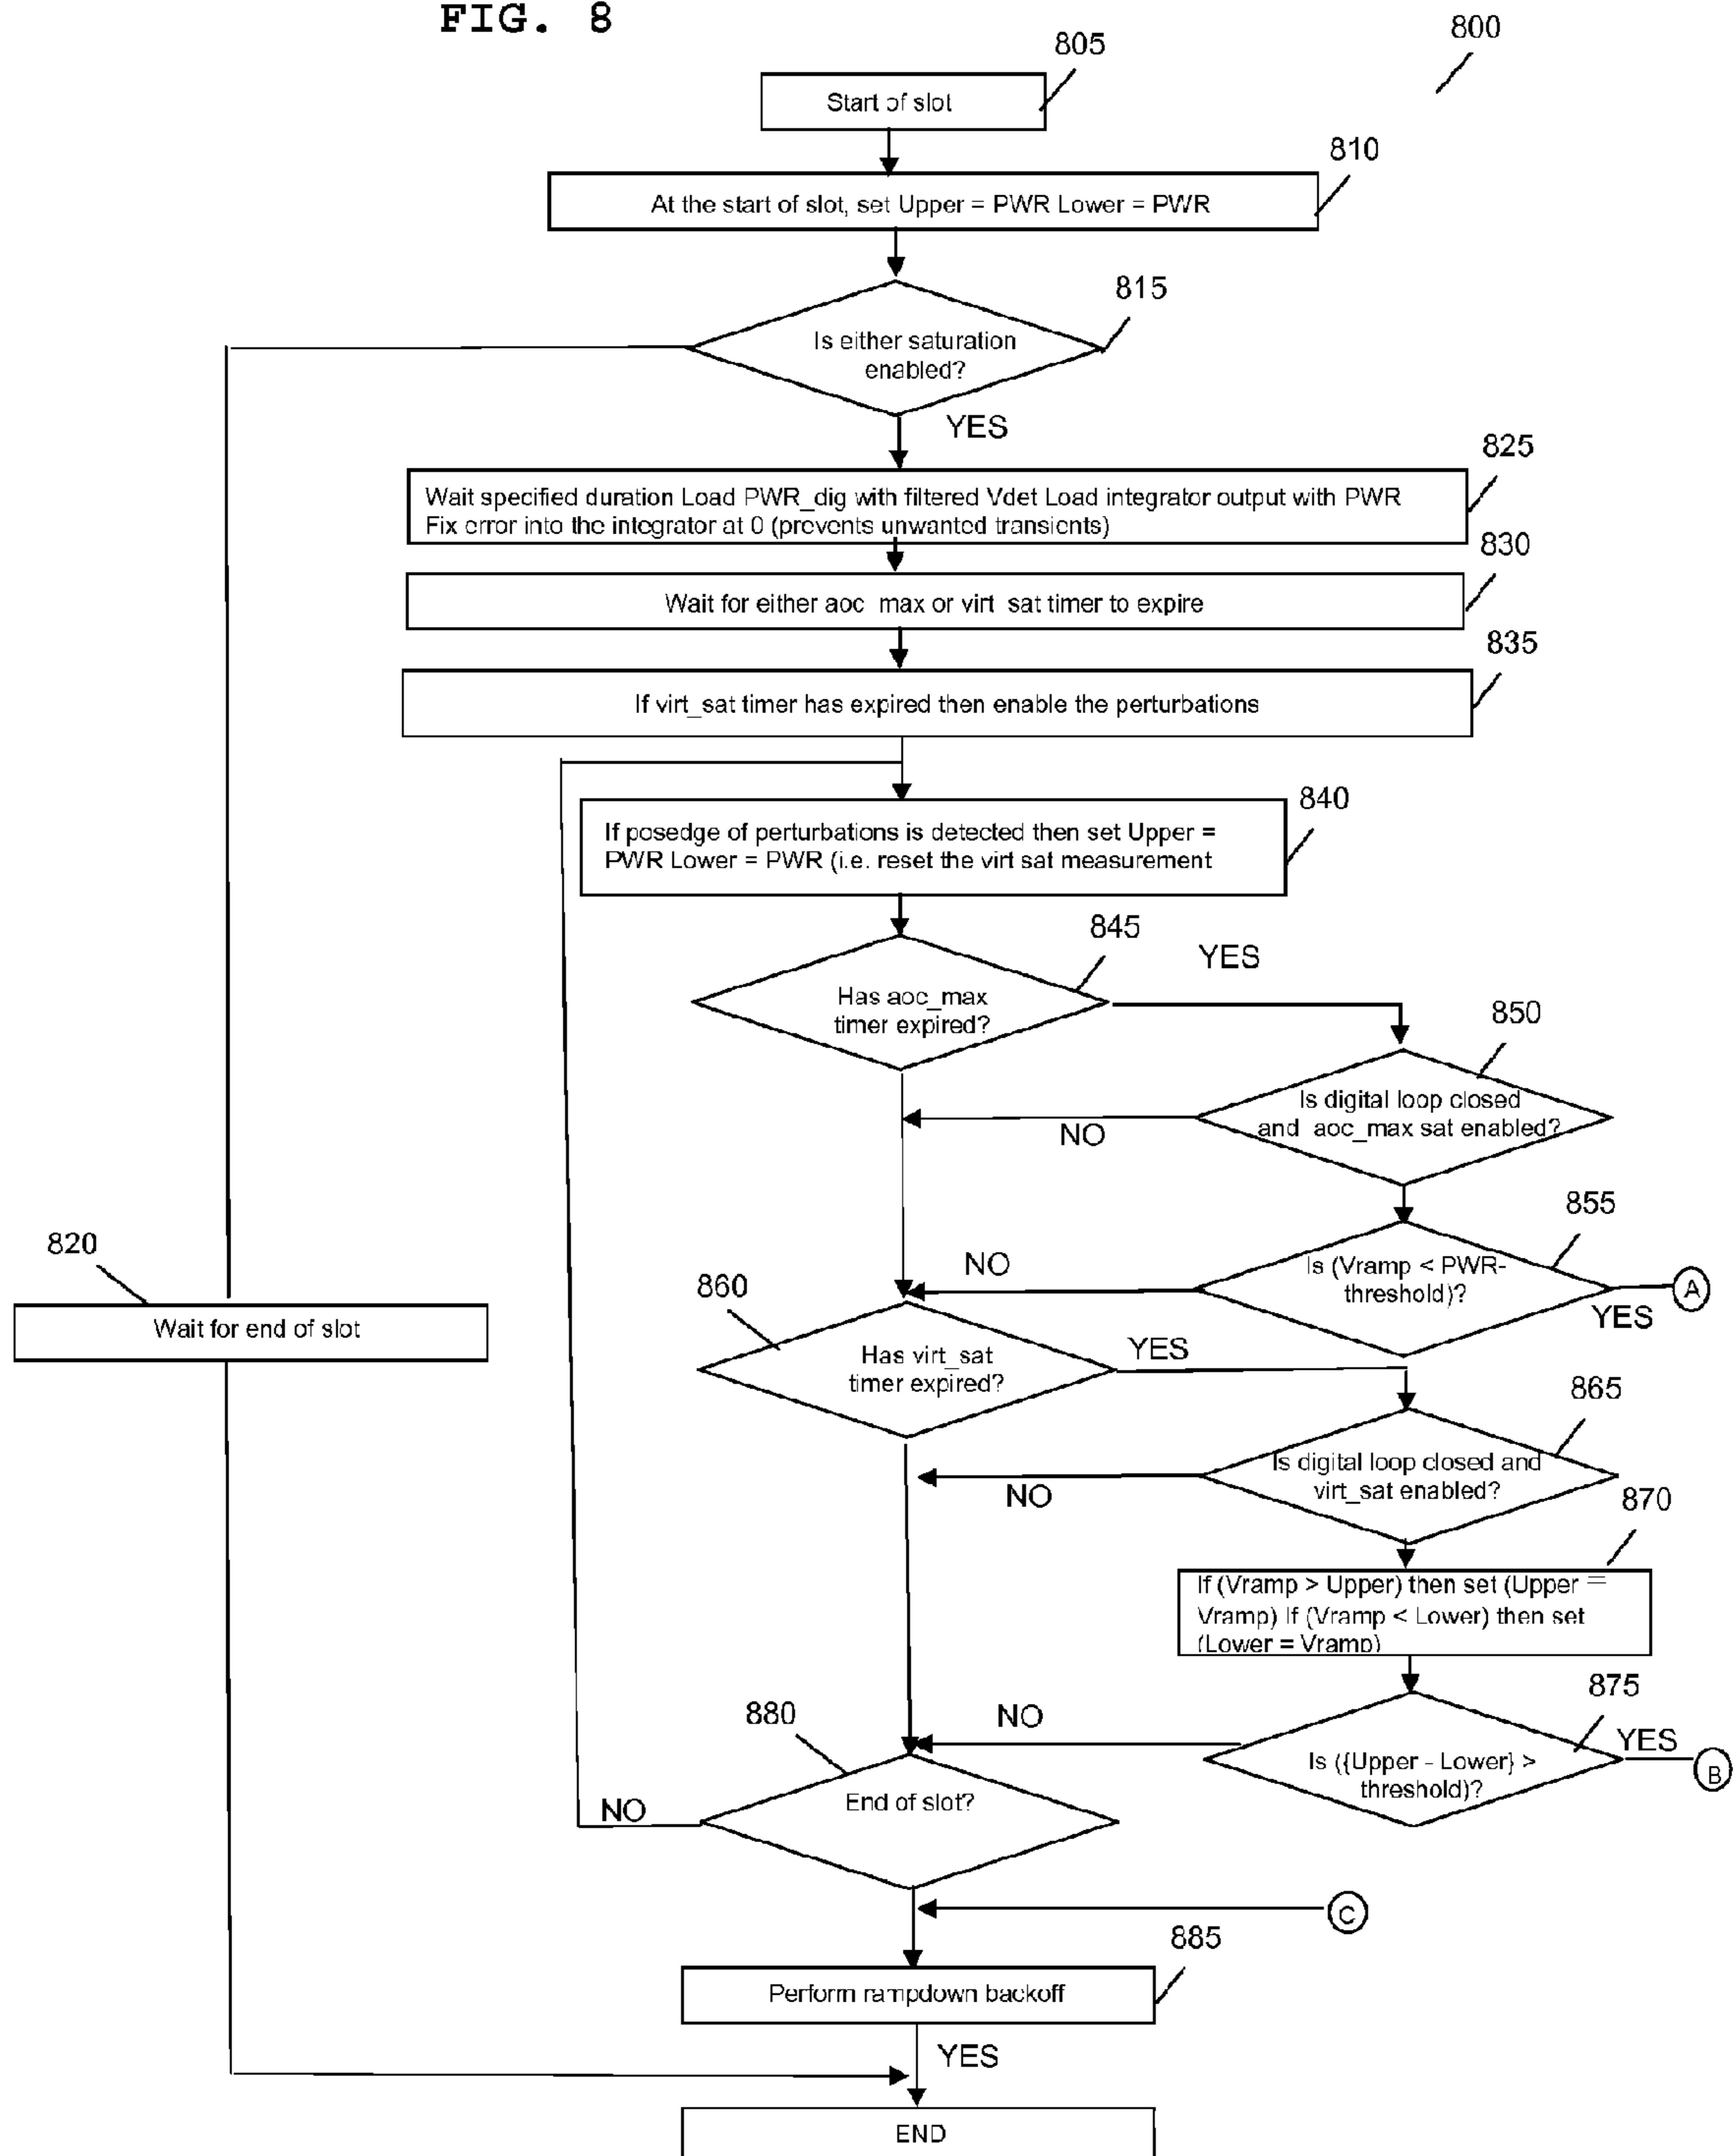 FIG. 8
800
805
Start of slot
810
At the start of slot, set Upper = PWR Lower = PWR
815
Is either saturation
enabled?
YES
825
Wait specified duration Load PWR_dig with filtered Vdet Load integrator output with PWR
Fix error into the integrator at 0 (prevents unwanted transients)
830
Wait for either aoc_max or virt_sat timer to expire
835
If virt_sat timer has expired then enable the perturbations
840
If posedge of perturbations is detected then set Upper =
PWR Lower = PWR (i.e. reset the virt sat measurement
845
YES
Has aoc_max
timer expired?
850
Is digital loop closed
and aoc_max sat enabled?
NO
855
Is (Vramp < PWR-
threshold)?
NO
YES
A
820
Wait for end of slot
860
Has virt_sat
timer expired?
YES
865
Is digital loop closed and
virt_sat enabled?
NO
870
If (Vramp > Upper) then set (Upper =
Vramp) If (Vramp < Lower) then set
(Lower = Vramp)
875
NO
YES
Is ({Upper - Lower} >
threshold)?
B
880
End of slot?
NO
C
885
Perform rampdown backoff
YES
END